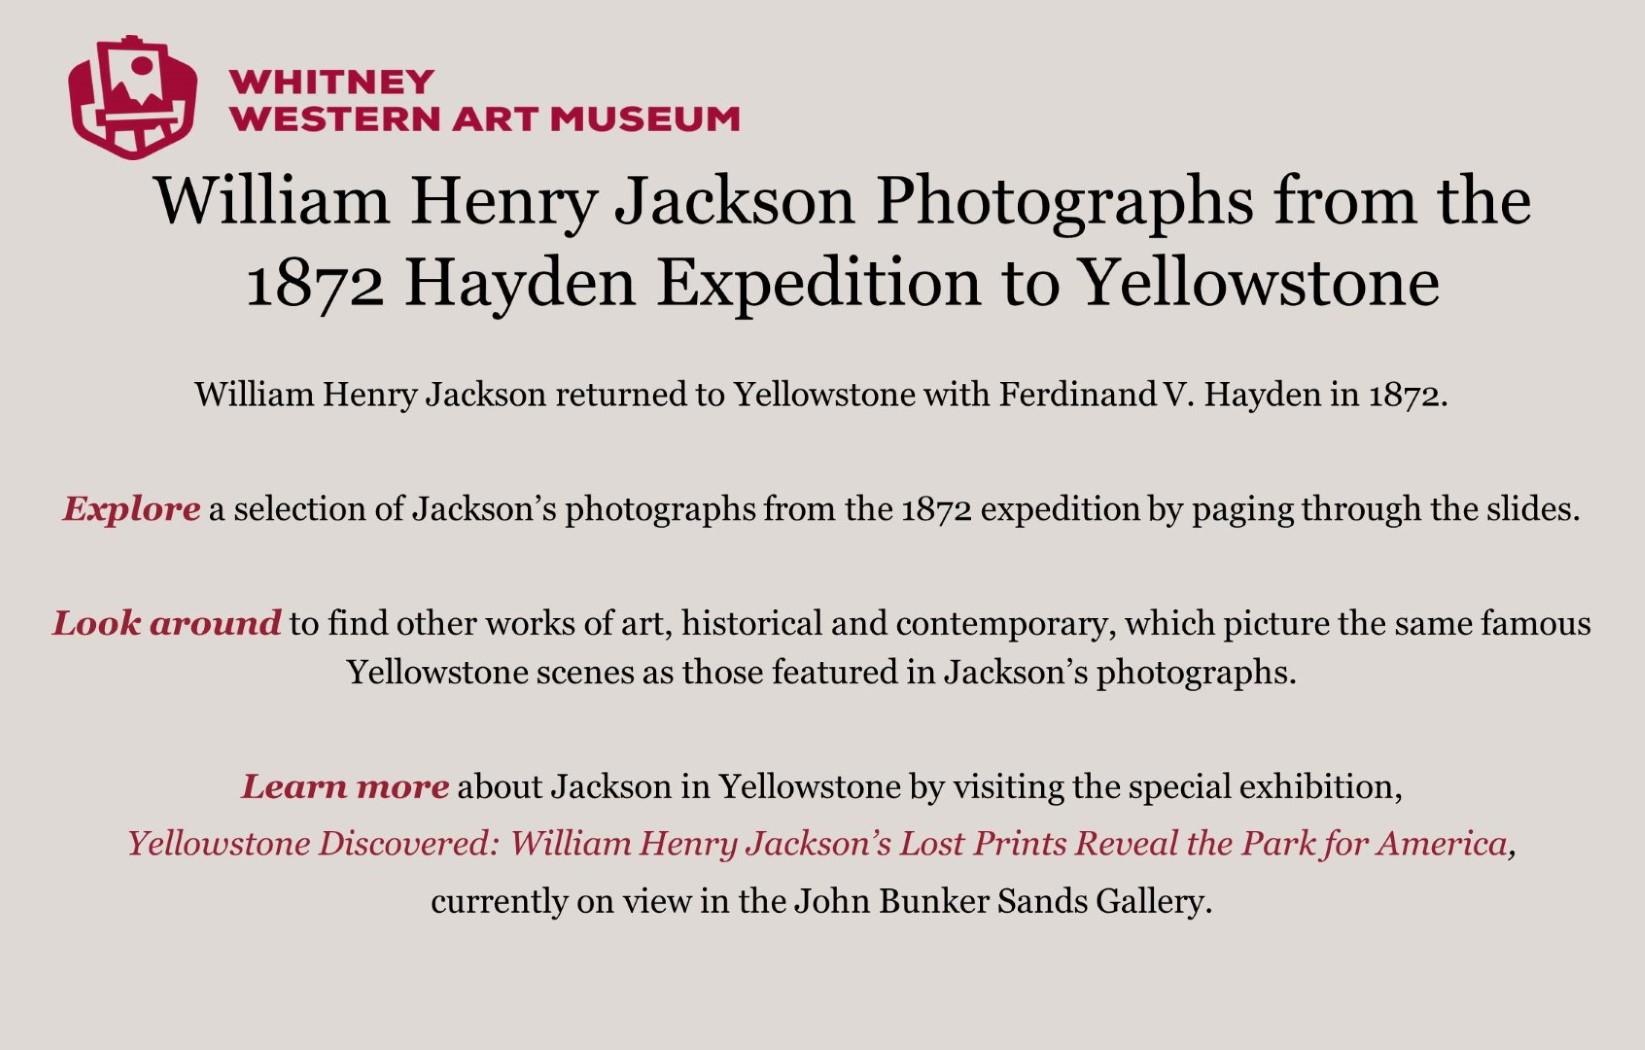 WHITNEY
WESTERN ART MUSEUM
William Henry Jackson Photographs from the
1872 Hayden Expedition to Yellowstone
William Henry Jackson returned to Yellowstone with Ferdinand V. Hayden in 1872.
Explore a selection of Jackson’s photographs from the 1872 expedition by paging through the slides.
Look around to find other works of art, historical and contemporary, which picture the same famous
Yellowstone scenes as those featured in Jackson’s photographs.
Learn more about Jackson in Yellowstone by visiting the special exhibition,
Yellowstone Discovered: William Henry Jackson’s Lost Prints Reveal the Park for America,
currently on view in the John Bunker Sands Gallery.